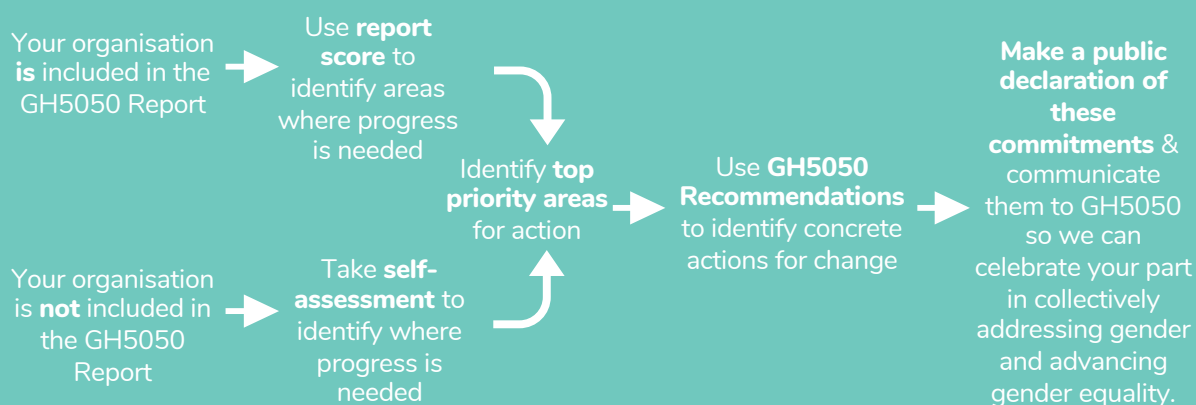 Your organisation
is included in the
GH5050 Report
Use report
score to
identify areas
where progress
is needed
Your organisation
is not included in
the GH5050
Report
Take self-
assessment to
identify where
progress is
needed
Identify top
priority areas
for action
Use GH5050
Recommendations
to identify concrete
actions for change
Make a public
declaration of
these
commitments &
communicate
them to GH5050
so we can
celebrate your part
in collectively
addressing gender
and advancing
gender equality.